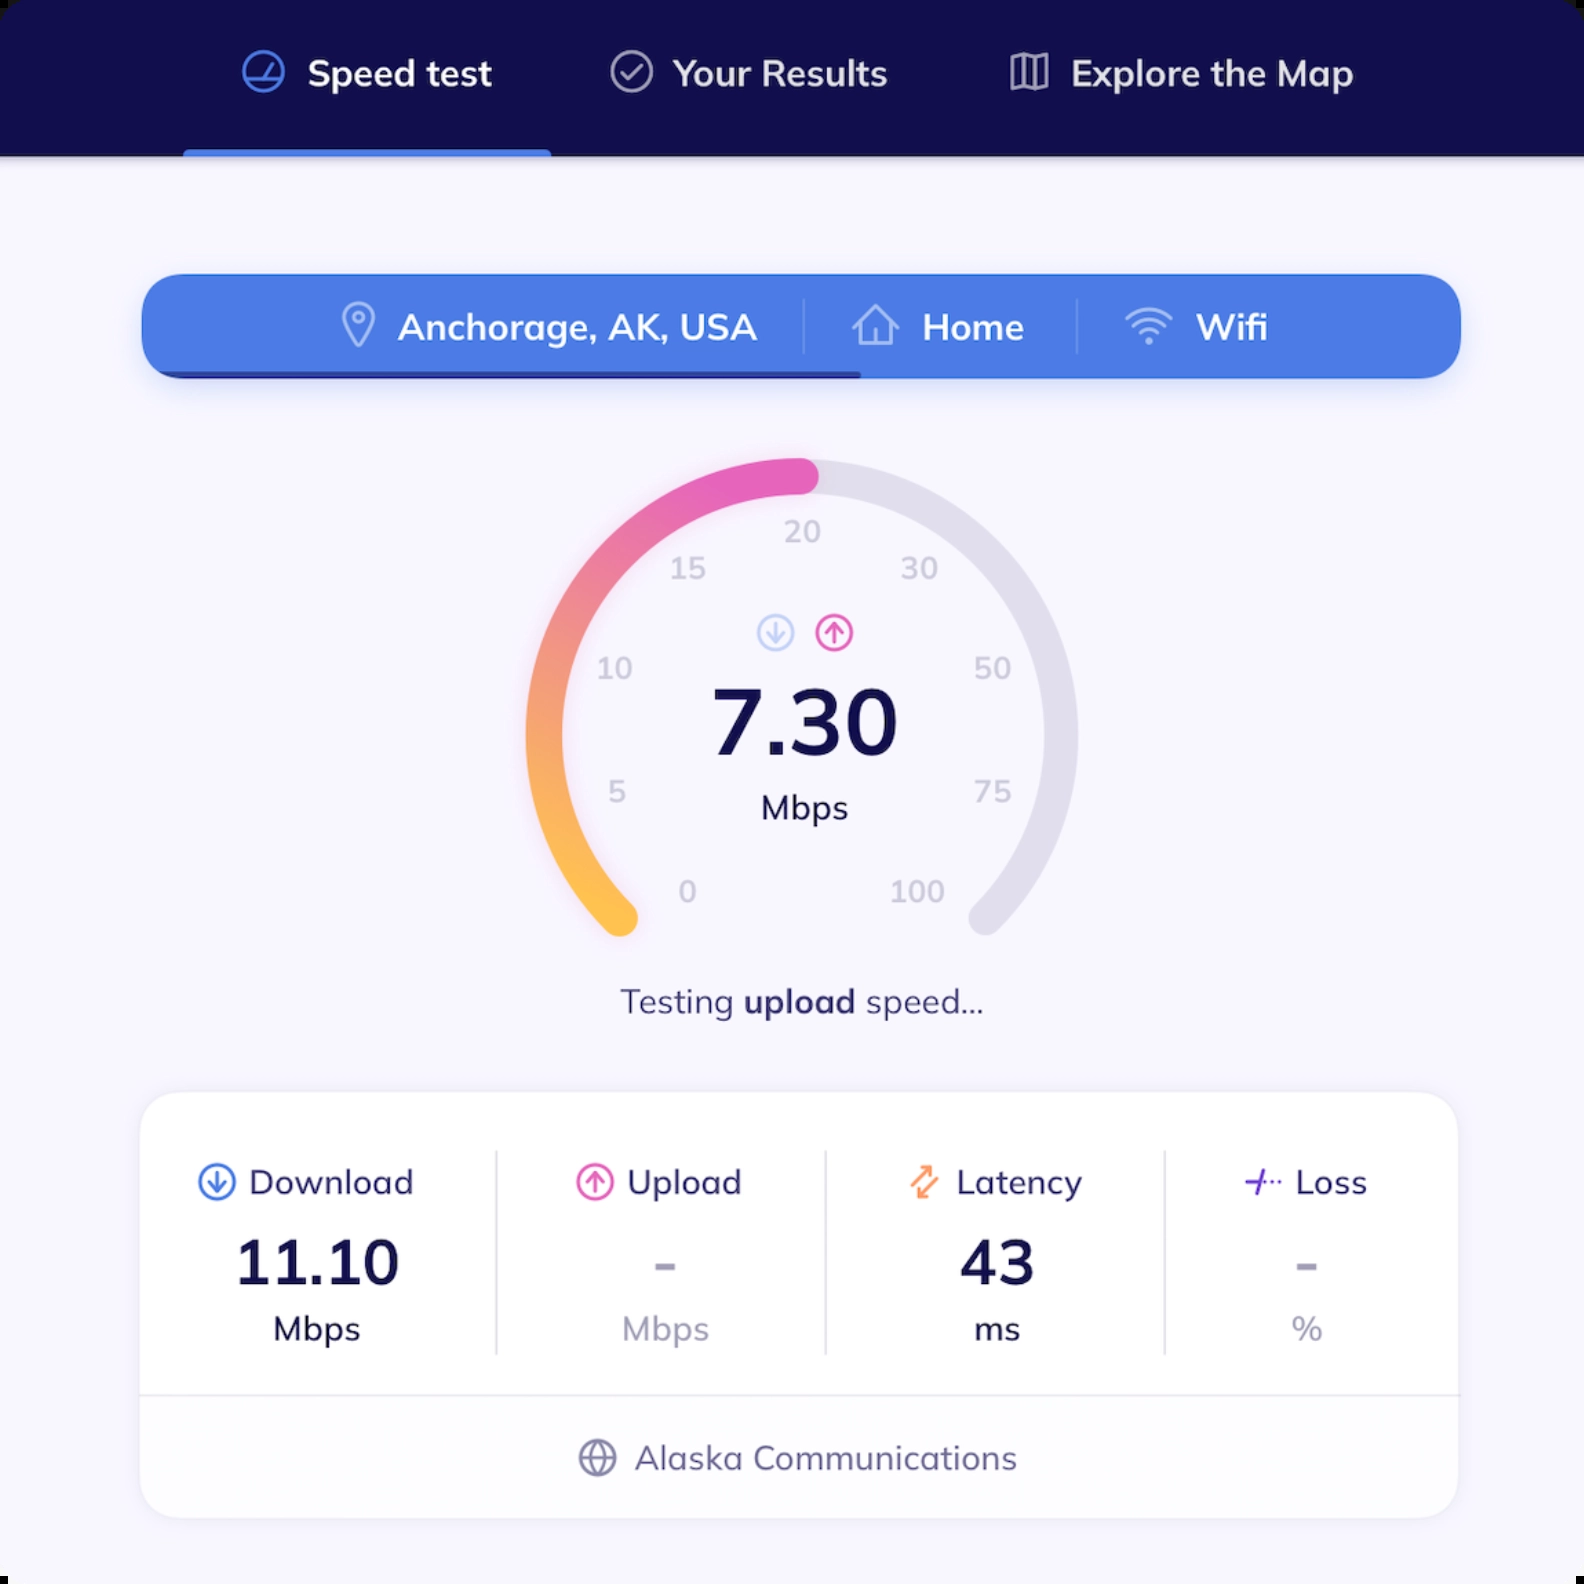 Speed test Your Results Explore the Map
Anchorage, AK, USA Home Wifi
20
15 30
10 50
7.30
5 75
Mbps
0 100
Testing upload speed...
Download Upload Latency Loss
11.10 - 43 -
Mbps Mbps ms %
Alaska Communications